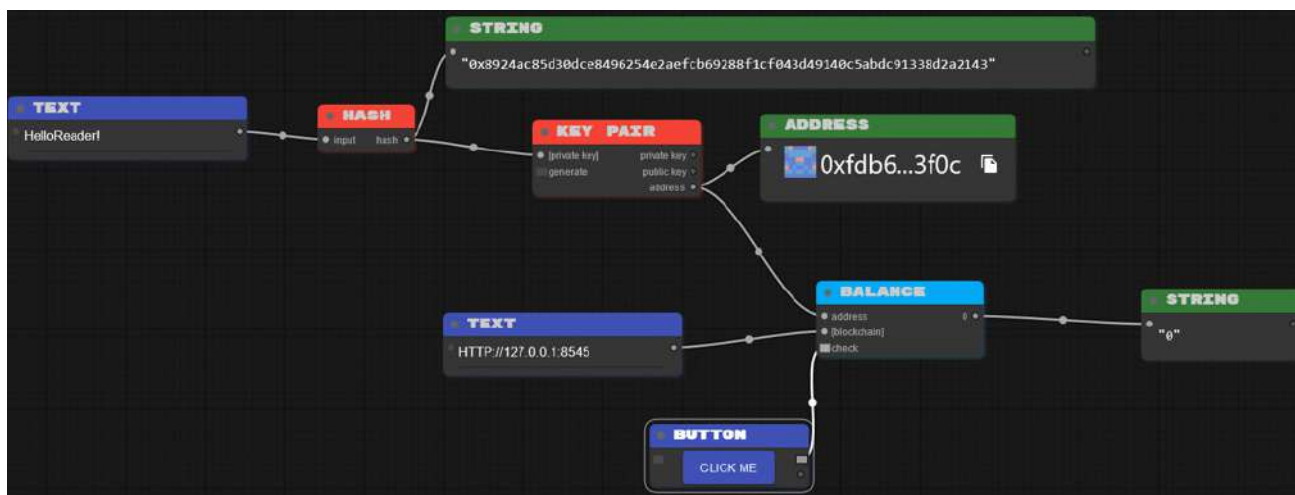 STRING
"0x8924ac85d30dce8496254e2aefcb69288f1cf043d49140c5abdc91338d2a2143"
TEXT
HelloReader!
HASH
input hash
KEY PAIR
[private key] private key
generate public key
address
ADDRESS
0xfdb6...3f0c
BALANCE
address 0
[blockchain]
check
STRING
"0"
TEXT
HTTP://127.0.0.1:8545
BUTTON
CLICK ME